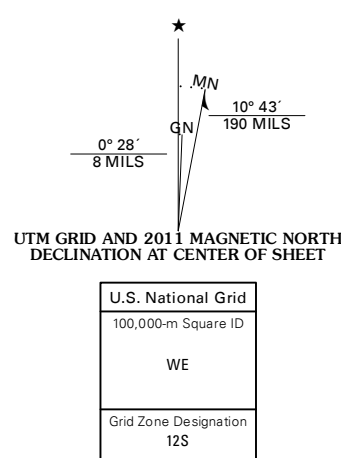 MN
10° 43´
190 MILS
GN
0° 28´
8 MILS
UTM GRID AND 2011 MAGNETIC NORTH
DECLINATION AT CENTER OF SHEET
U.S. National Grid
100,000-m Square ID
WE
Grid Zone Designation
12S